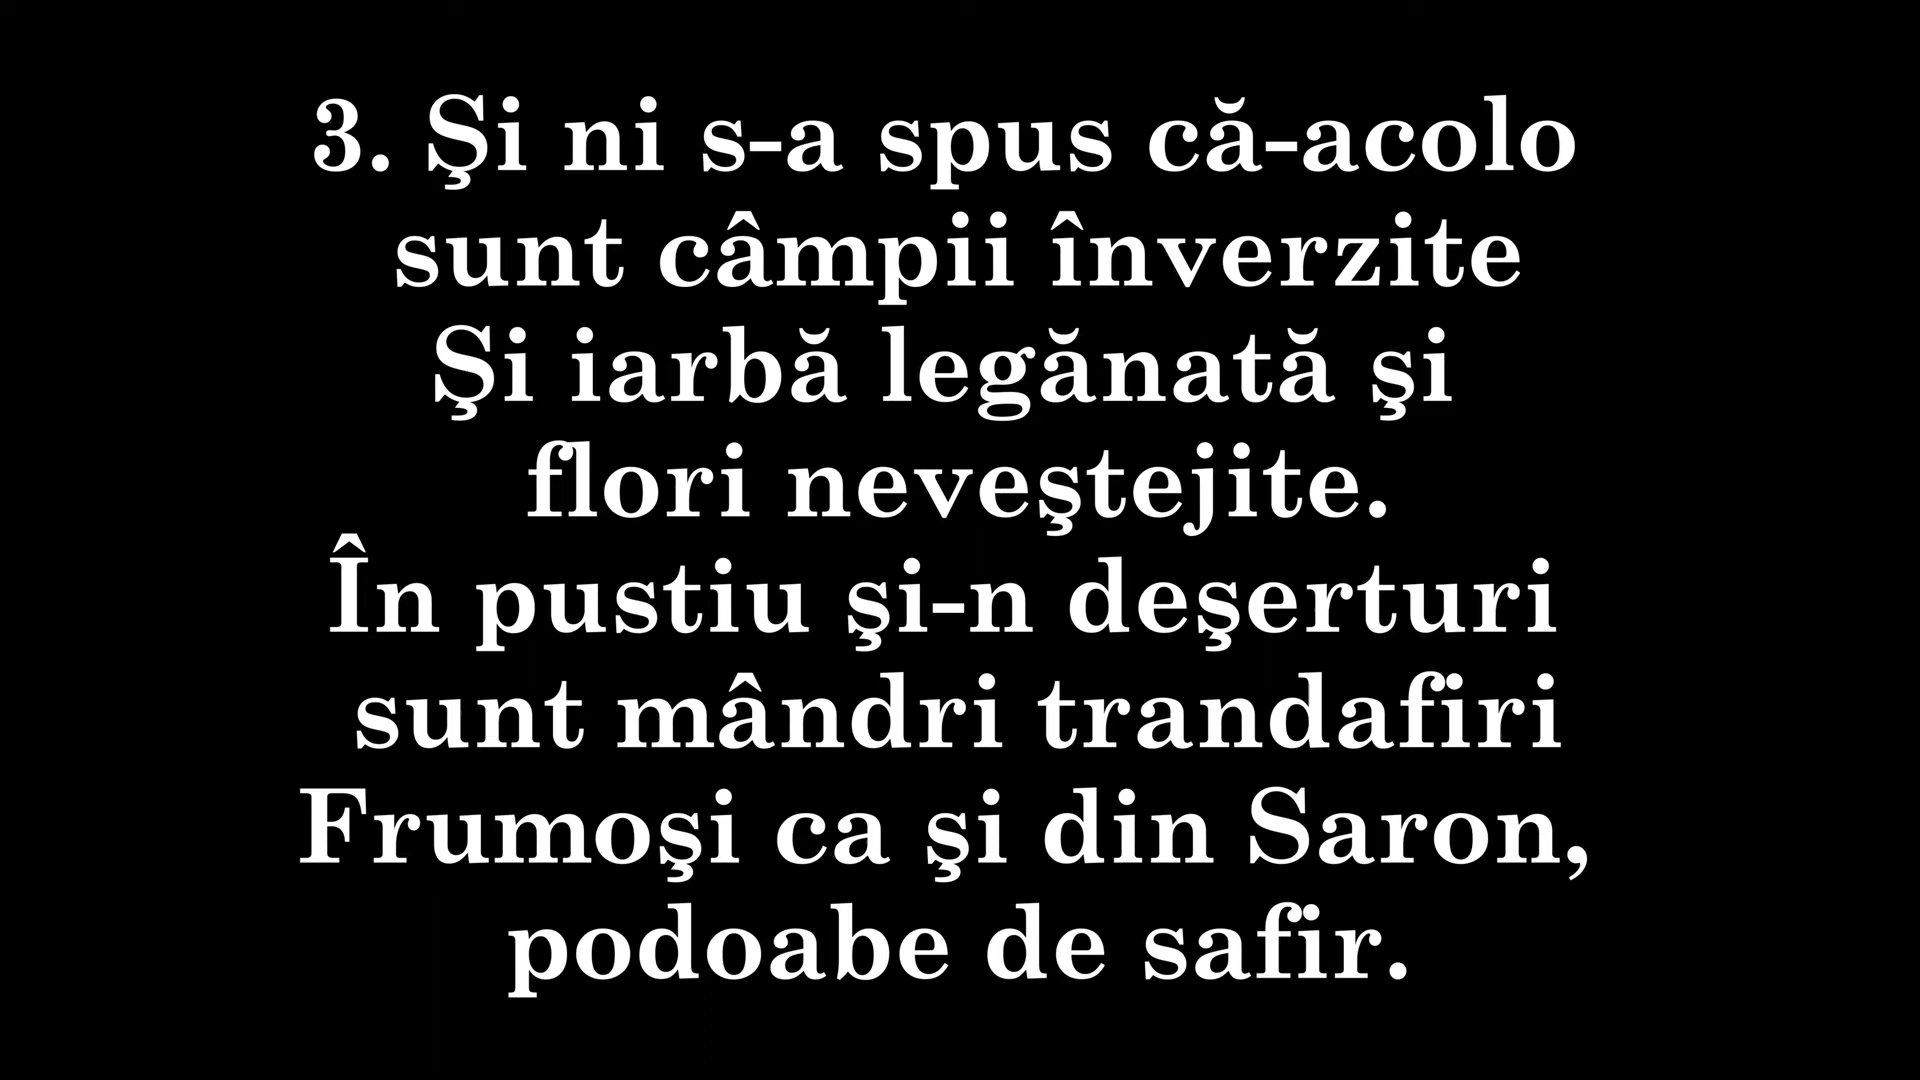 3. Şi ni s-a spus că-acolo
sunt câmpii înverzite
Şi iarbă legănată şi
flori neveştejite.
În pustiu şi-n deşerturi
sunt mândri trandafiri
Frumoşi ca şi din Saron,
podoabe de safir.